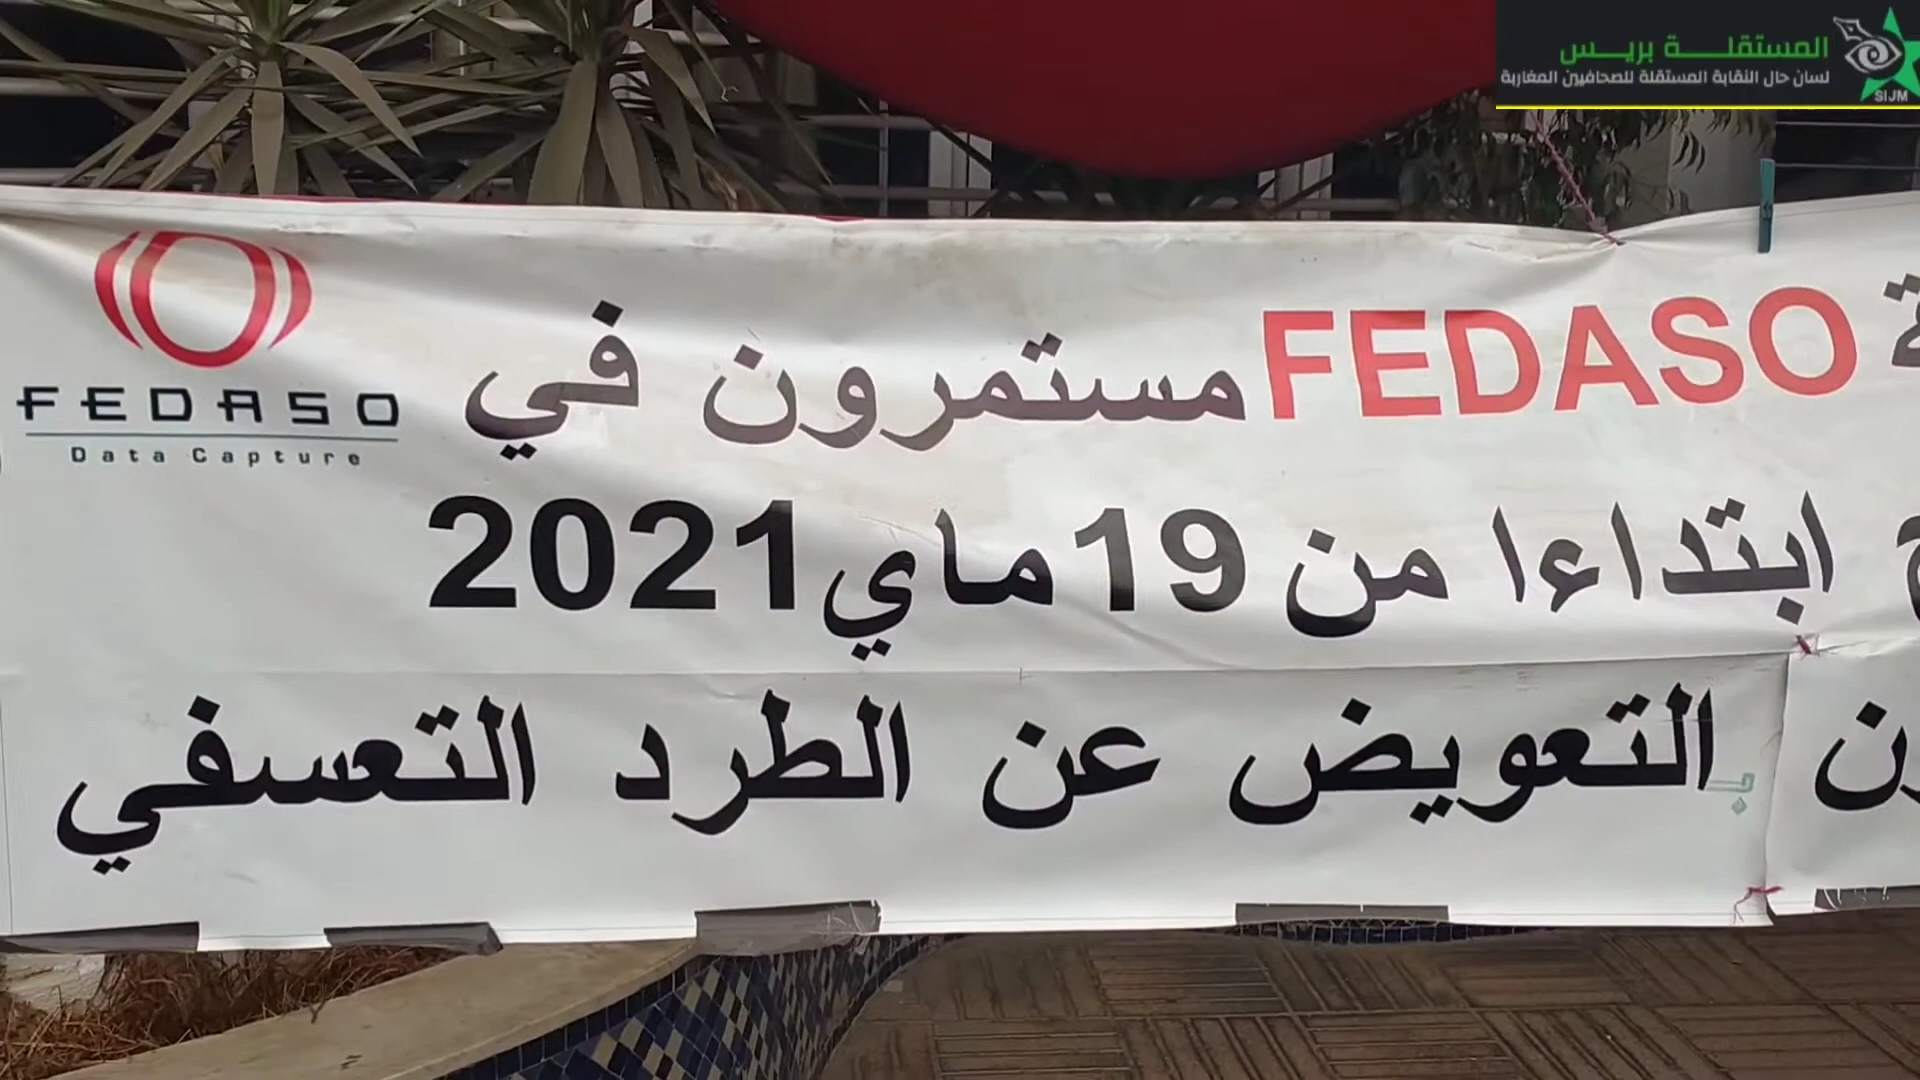 المستقلة بريس
لسان حال النقابة المستقلة للصحافيين المغاربة
SIJM
FEDASO
Data Capture
FEDASO مستمرون في
ابتداءا من 19 ماي 2021
التعويض عن الطرد التعسفي